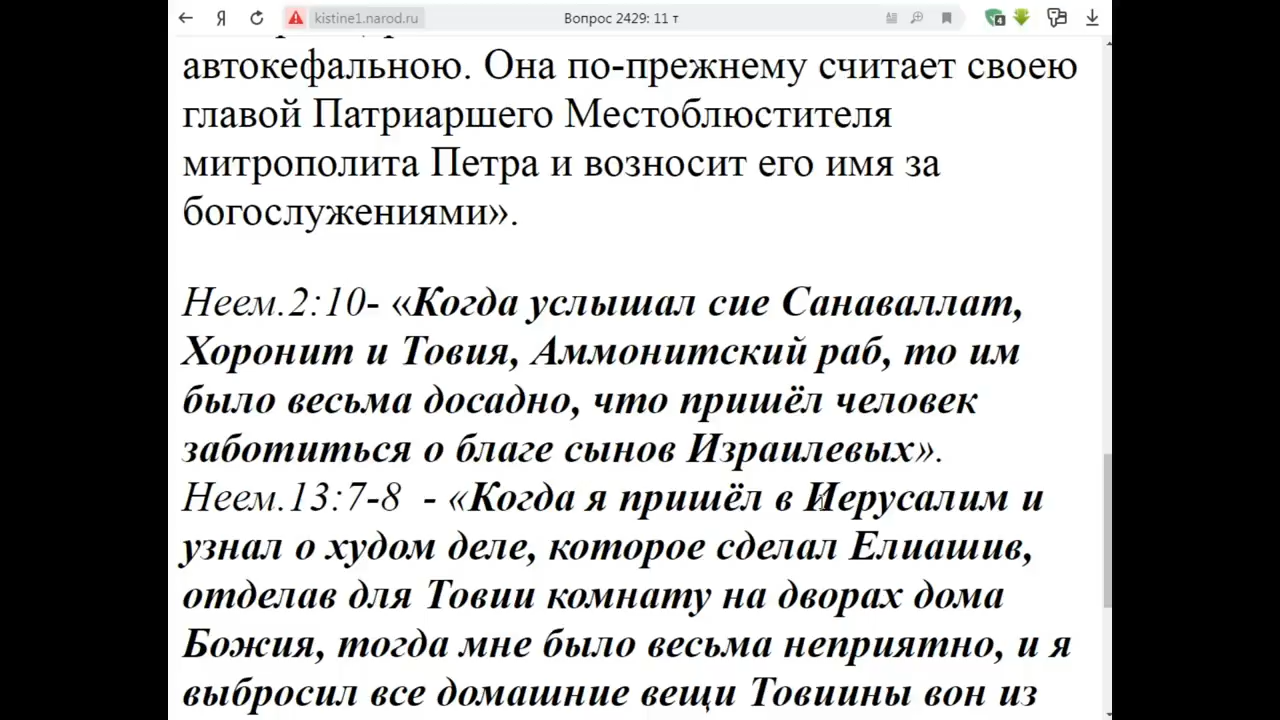 kistine1.narod.ru
Вопрос 2429: 11 т
автокефальною. Она по-прежнему считает своею
главой Патриаршего Местоблюстителя
митрополита Петра и возносит его имя за
богослужениями».
Неем.2:10- «Когда услышал сие Санаваллат,
Хоронит и Товия, Аммонитский раб, то им
было весьма досадно, что пришёл человек
заботиться о благе сынов Израилевых».
Неем.13:7-8 - «Когда я пришёл в Иерусалим и
узнал о худом деле, которое сделал Елиашив,
отделав для Товии комнату на дворах дома
Божия, тогда мне было весьма неприятно, и я
выбросил все домашние вещи Товиины вон из